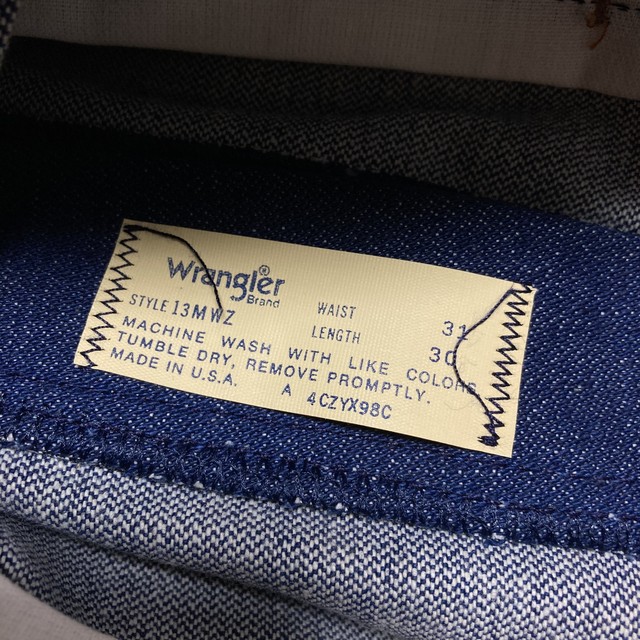 Wrangler®
Brand
STYLE 13MWZ WAIST 31
LENGTH 30
MACHINE WASH WITH LIKE COLORS
TUMBLE DRY, REMOVE PROMPTLY.
MADE IN U.S.A. A 4CZYX98C